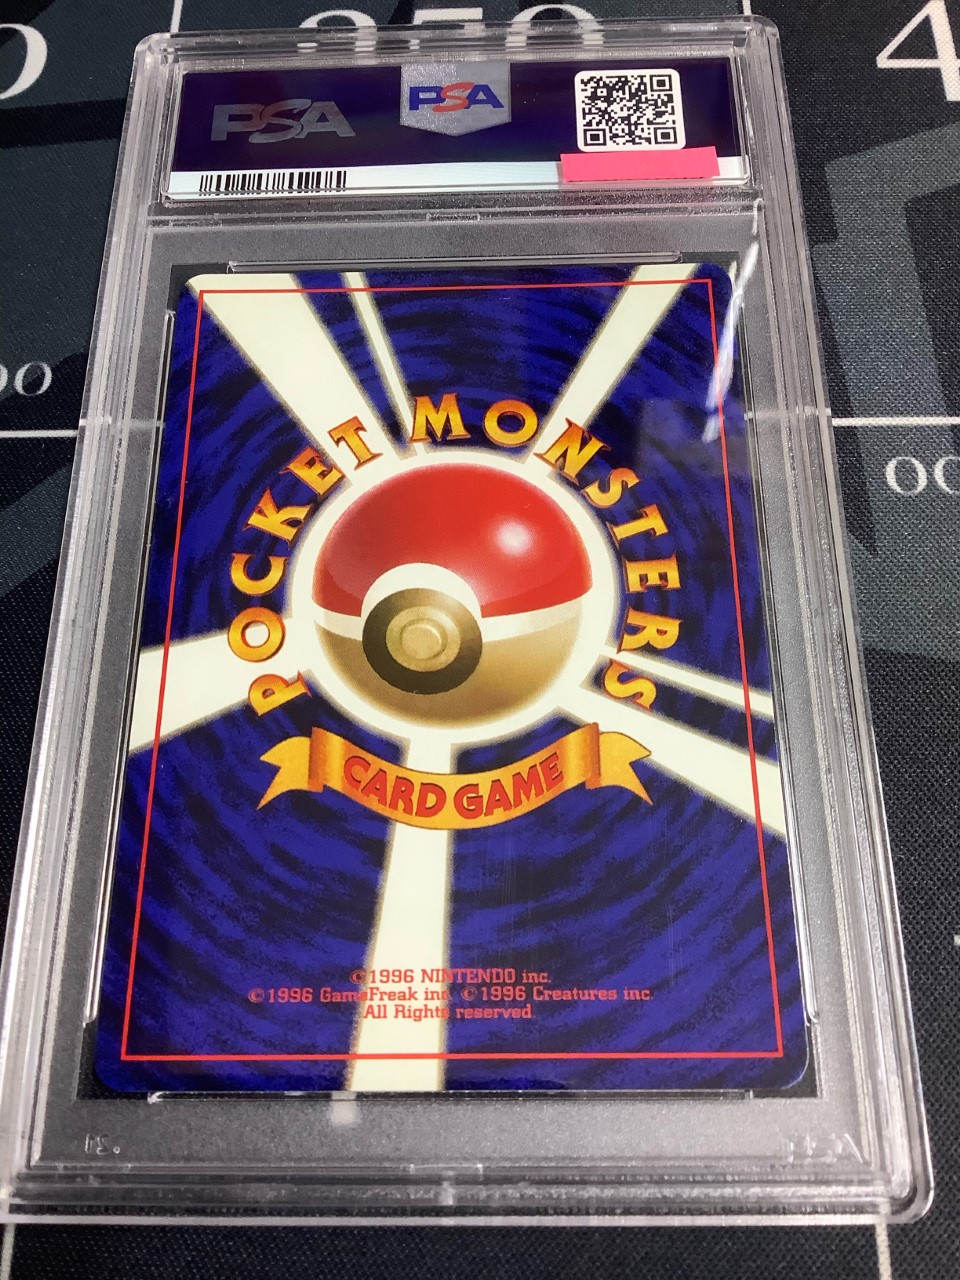 PSA
PSA
POCKET MONSTERS
CARD GAME
©1996 NINTENDO inc.
©1996 GameFreak inc. ©1996 Creatures inc.
All Rights reserved.